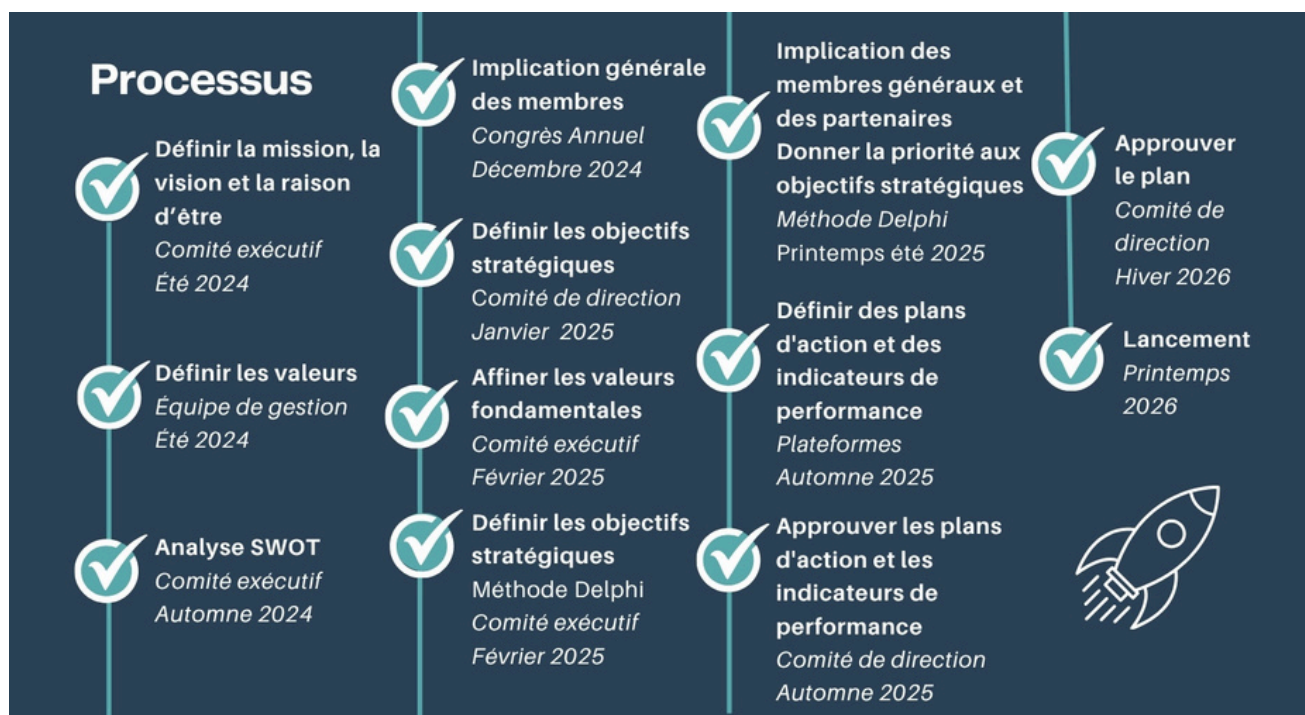 Processus
Définir la mission, la
vision et la raison
d’être
Comité exécutif
Été 2024
Définir les valeurs
Équipe de gestion
Été 2024
Analyse SWOT
Comité exécutif
Automne 2024
Implication générale
des membres
Congrès Annuel
Décembre 2024
Définir les objectifs
stratégiques
Comité de direction
Janvier 2025
Affiner les valeurs
fondamentales
Comité exécutif
Février 2025
Définir les objectifs
stratégiques
Méthode Delphi
Comité exécutif
Février 2025
Implication des
membres généraux et
des partenaires
Donner la priorité aux
objectifs stratégiques
Méthode Delphi
Printemps été 2025
Définir des plans
d'action et des
indicateurs de
performance
Plateformes
Automne 2025
Approuver les plans
d'action et les
indicateurs de
performance
Comité de direction
Automne 2025
Approuver
le plan
Comité de
direction
Hiver 2026
Lancement
Printemps
2026